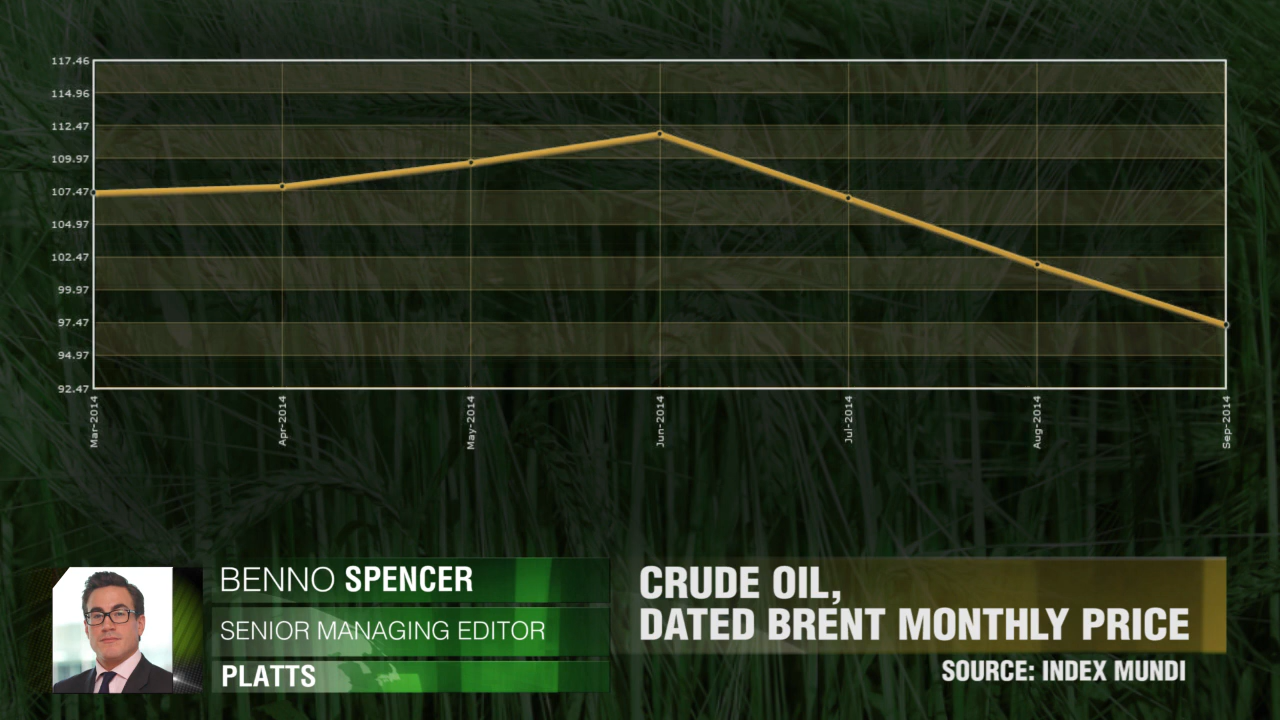 117.46
114.96
112.47
109.97
107.47
104.97
102.47
99.97
97.47
94.97
92.47
Mar-2014
Apr-2014
May-2014
Jun-2014
Jul-2014
Aug-2014
Sep-2014
BENNO SPENCER
SENIOR MANAGING EDITOR
PLATTS
CRUDE OIL,
DATED BRENT MONTHLY PRICE
SOURCE: INDEX MUNDI